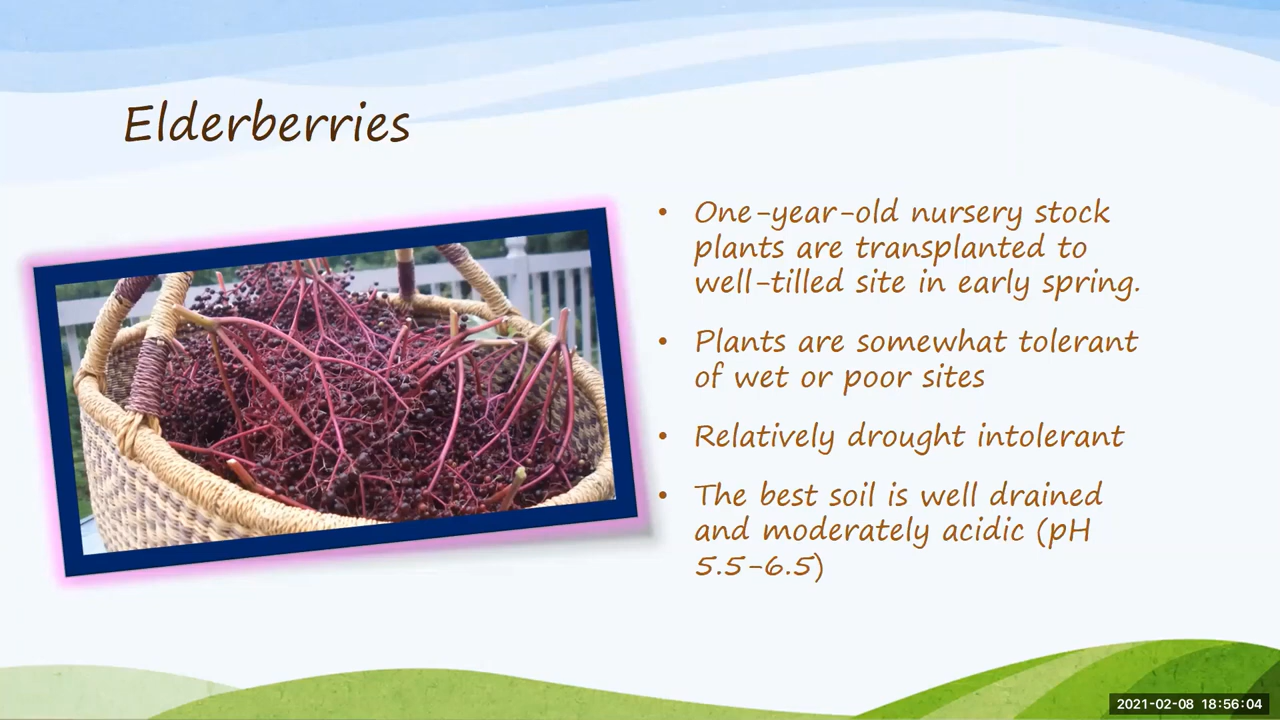 Elderberries
• One-year-old nursery stock
plants are transplanted to
well-tilled site in early spring.
• Plants are somewhat tolerant
of wet or poor sites
• Relatively drought intolerant
• The best soil is well drained
and moderately acidic (pH
5.5-6.5)
2021-02-08 18:56:04